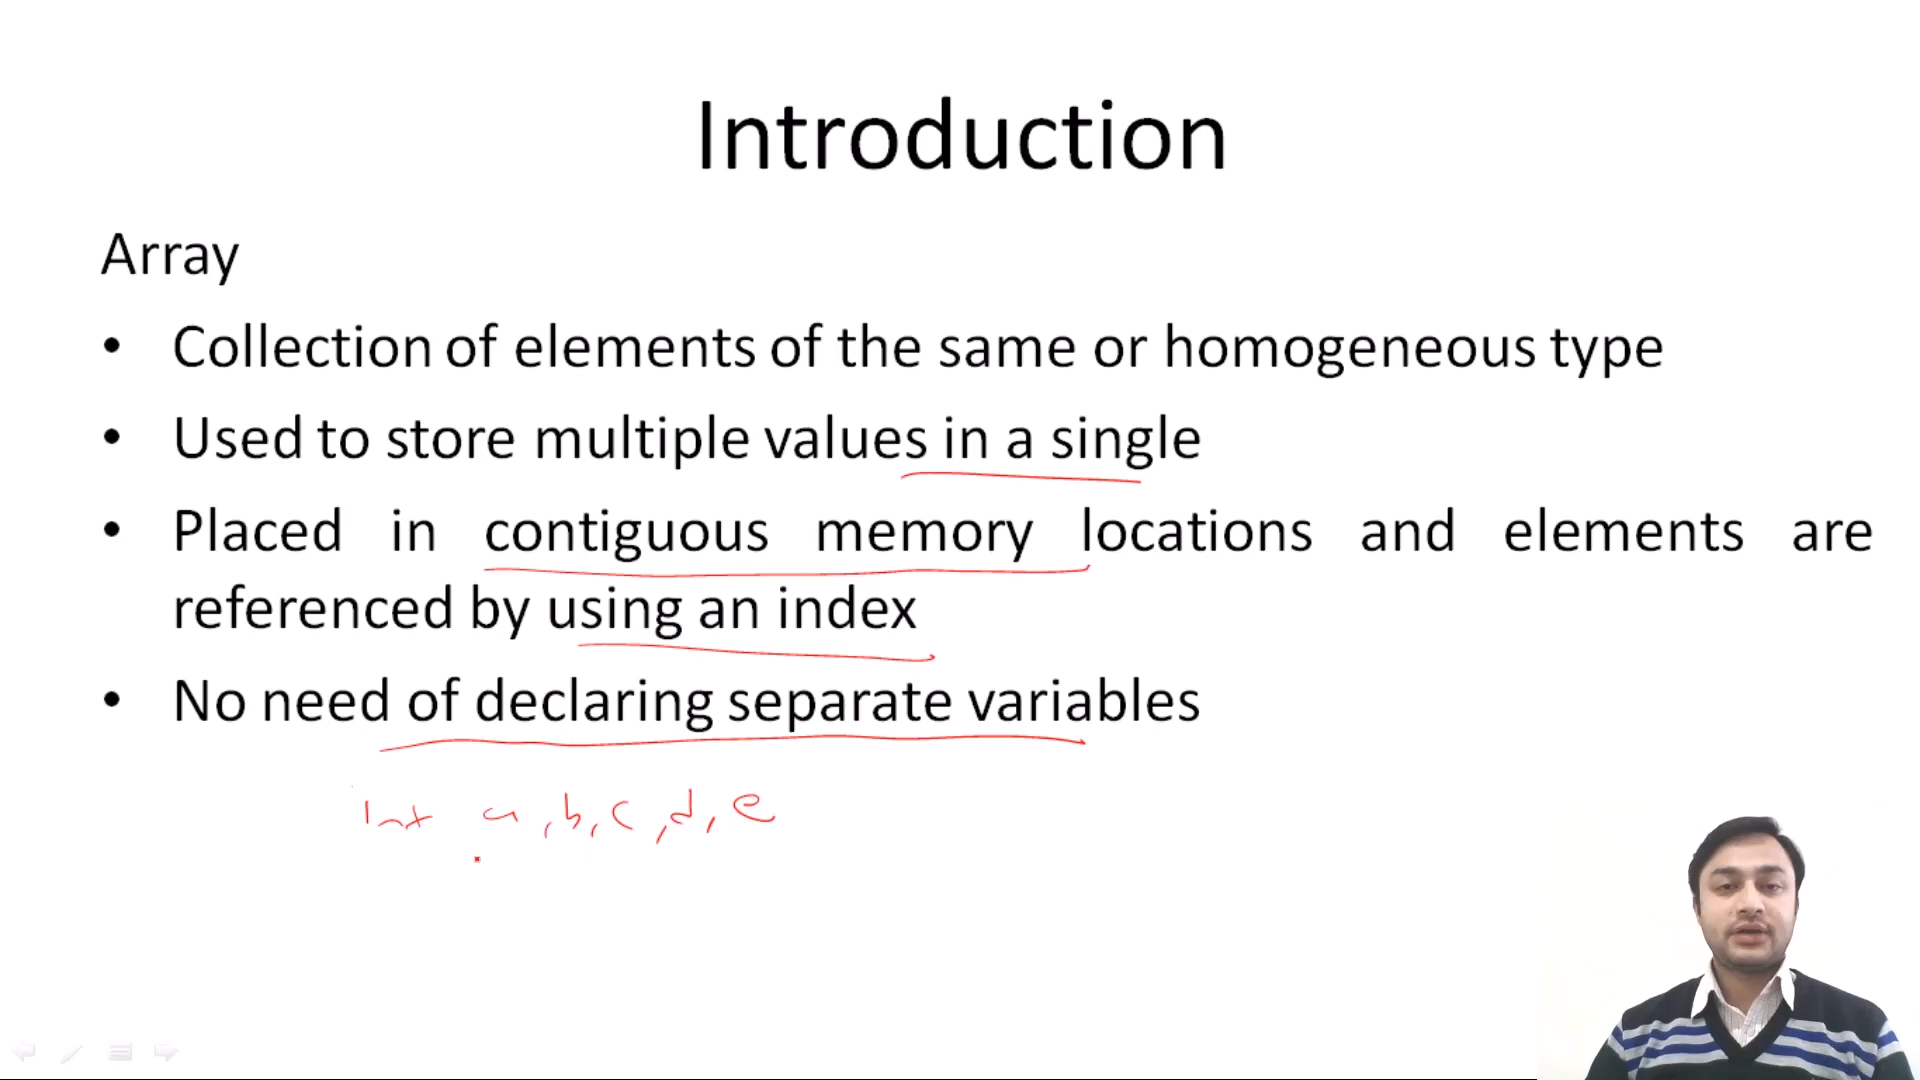 Introduction
Array
• Collection of elements of the same or homogeneous type
• Used to store multiple values in a single
• Placed in contiguous memory locations and elements are
referenced by using an index
• No need of declaring separate variables
int a, b, c, d, e